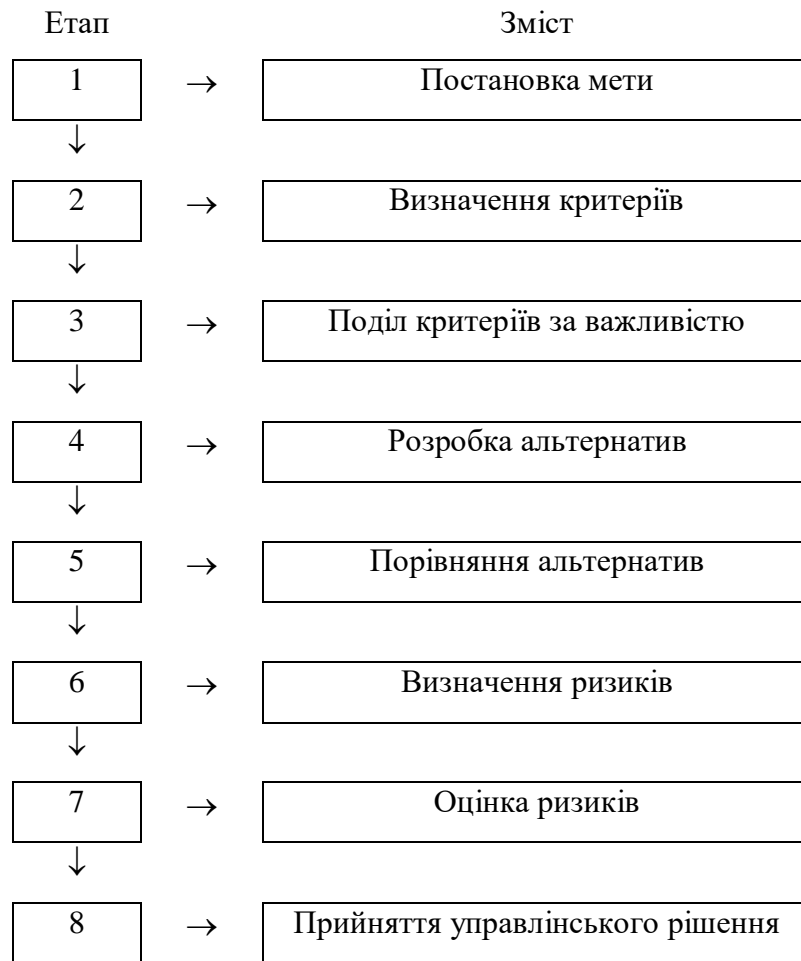 Етап Зміст
1 → Постановка мети
↓
2 → Визначення критеріїв
↓
3 → Поділ критеріїв за важливістю
↓
4 → Розробка альтернатив
↓
5 → Порівняння альтернатив
↓
6 → Визначення ризиків
↓
7 → Оцінка ризиків
↓
8 → Прийняття управлінського рішення